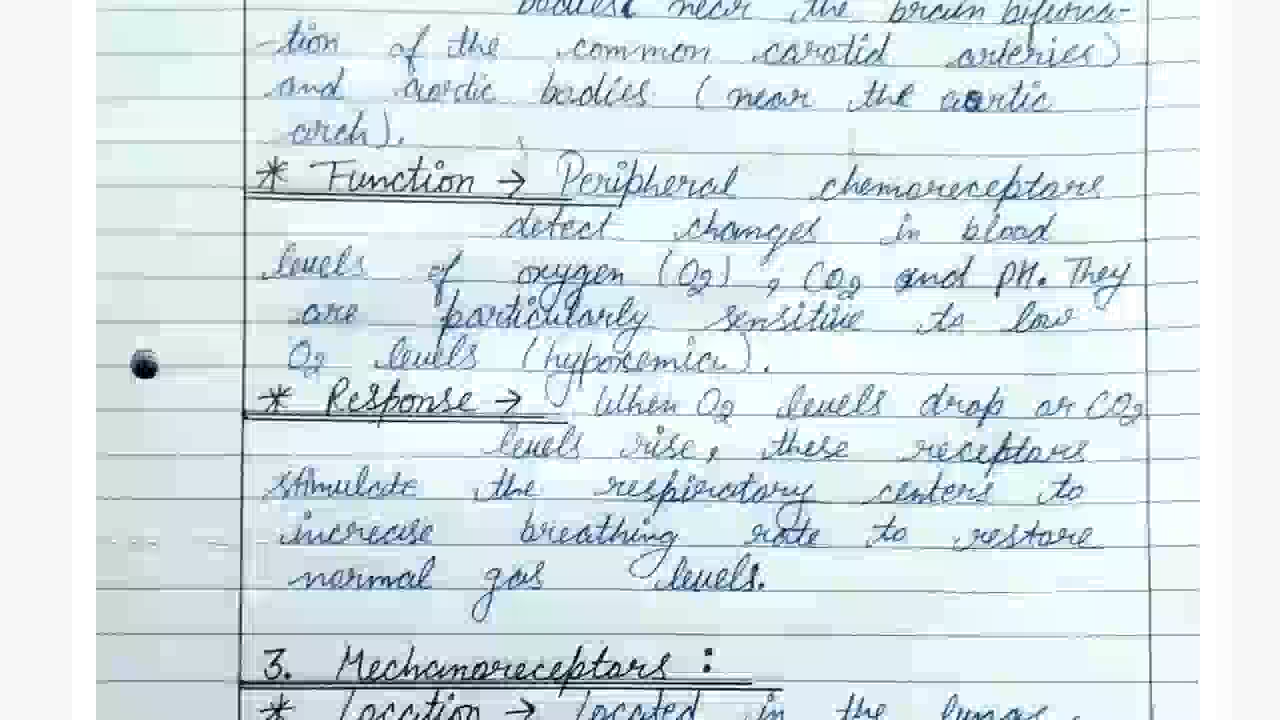 bodies near the brain bifurca-
-tion of the common carotid arteries)
and aordic bodies (near the aortic
arch).
* Function → Peripheral chemoreceptors
detect changes in blood
levels of oxygen (O2), CO2 and PH. They
are particularly sensitive to low
O2 levels (hypoxemia).
* Response → When O2 levels drop or CO2
levels rise, these receptors
stimulate the respiratory centers to
increase breathing rate to restore
normal gas levels.
3. Mechanoreceptors :
* Location → Located in the lungs,